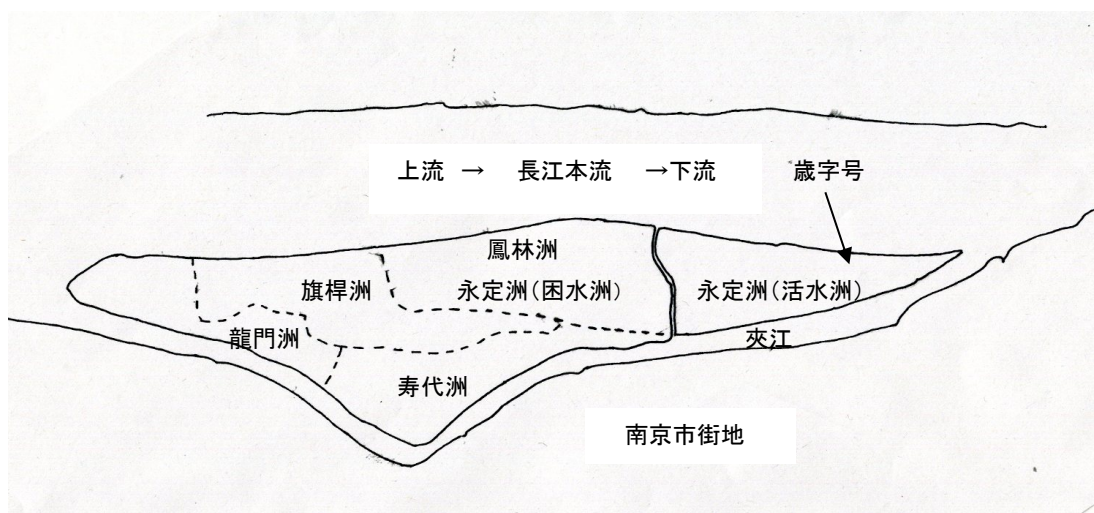 上流 → 長江本流 →下流
歳字号
鳳林洲
旗桿洲
永定洲（困水洲）
永定洲（活水洲）
龍門洲
夾江
寿代洲
南京市街地